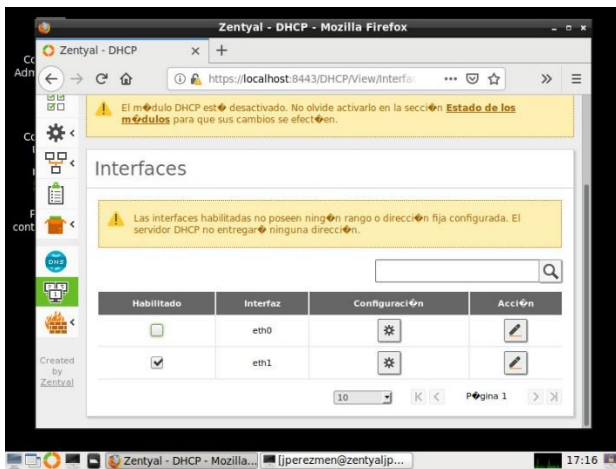 Zentyal - DHCP - Mozilla Firefox
Zentyal - DHCP
https://localhost:8443/DHCP/View/Interfa
El m�dulo DHCP est� desactivado. No olvide activarlo en la secci�n Estado de los
m�dulos para que sus cambios se efect�en.
Interfaces
Las interfaces habilitadas no poseen ning�n rango o direcci�n fija configurada. El
servidor DHCP no entregar� ninguna direcci�n.
Habilitado Interfaz Configuraci�n Acci�n
eth0
eth1
10 P�gina 1
DNS
Created
by
Zentyal
Zentyal - DHCP - Mozilla... [jperezmen@zentyaljp... 17:16